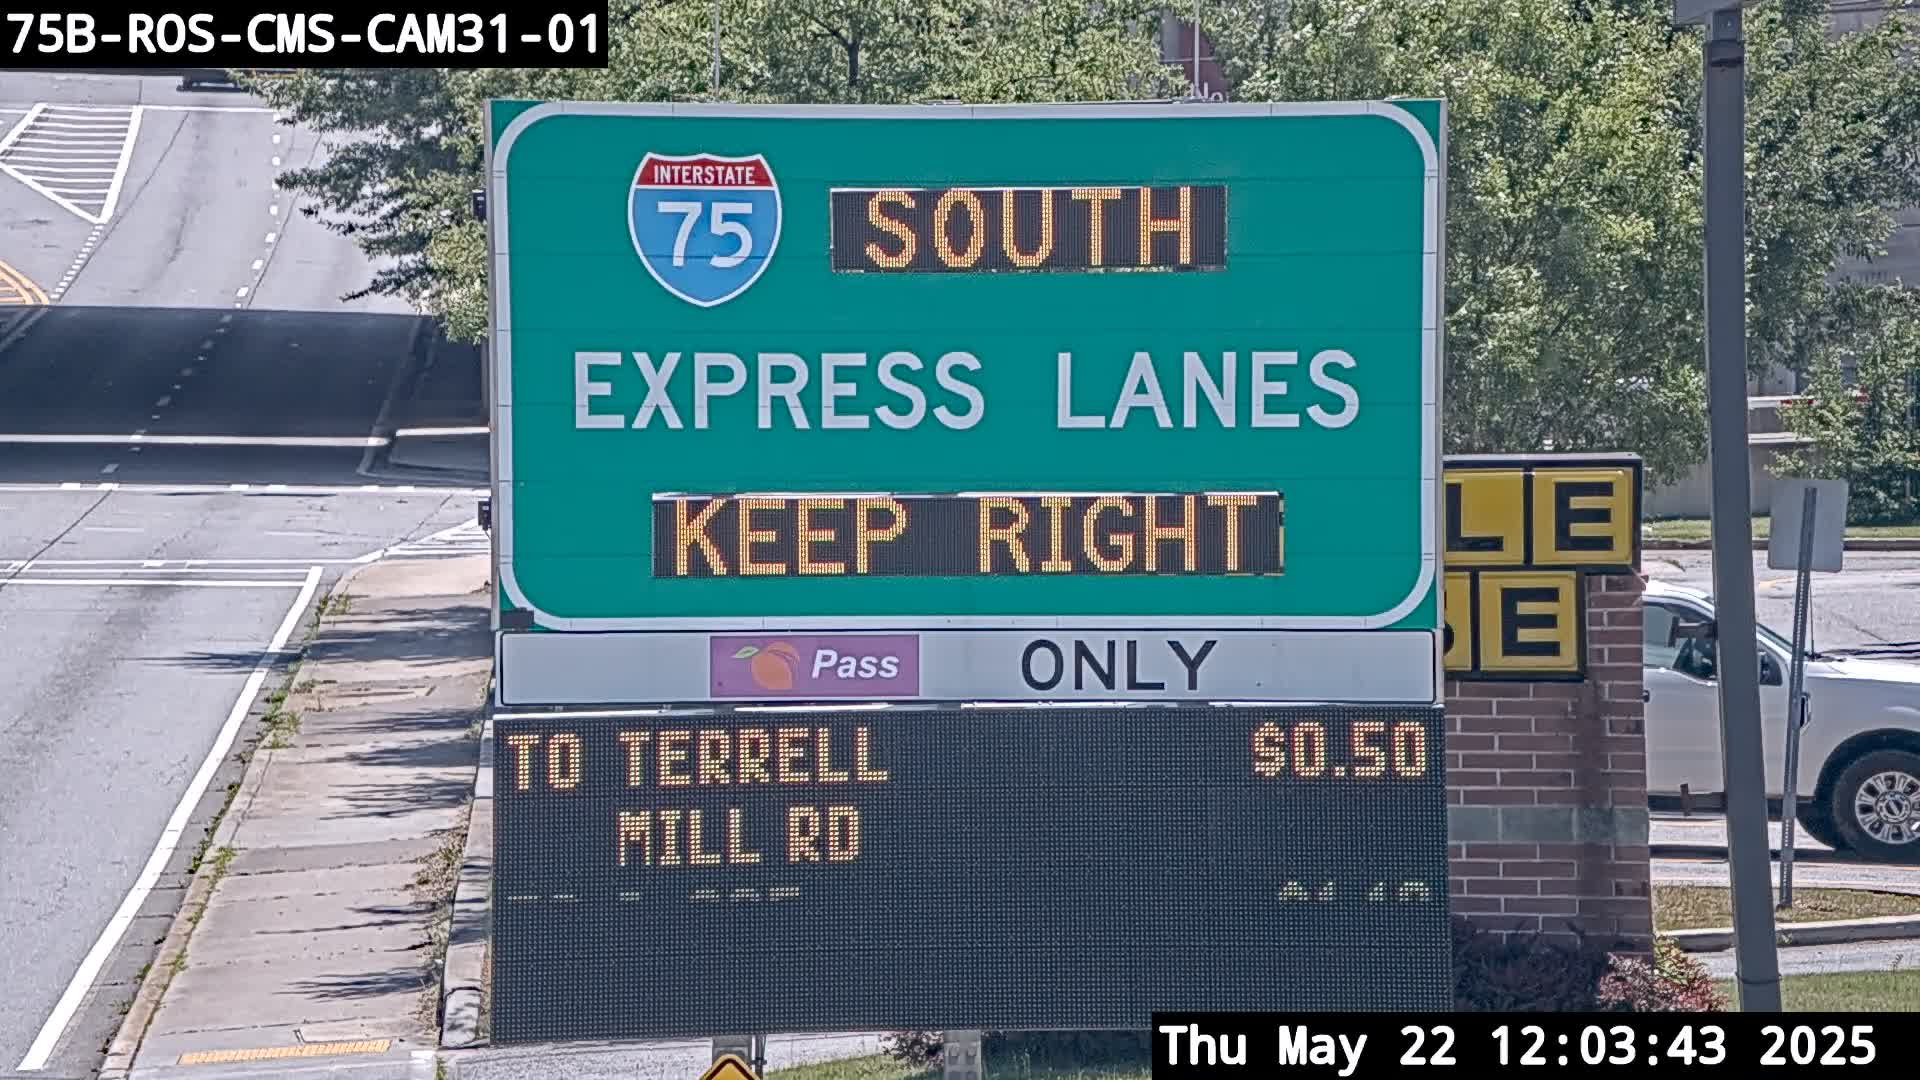 75B-ROS-CMS-CAM31-01
INTERSTATE
75
SOUTH
EXPRESS LANES
KEEP RIGHT
Pass ONLY
TO TERRELL $0.50
MILL RD
LE
E
Thu May 22 12:03:43 2025